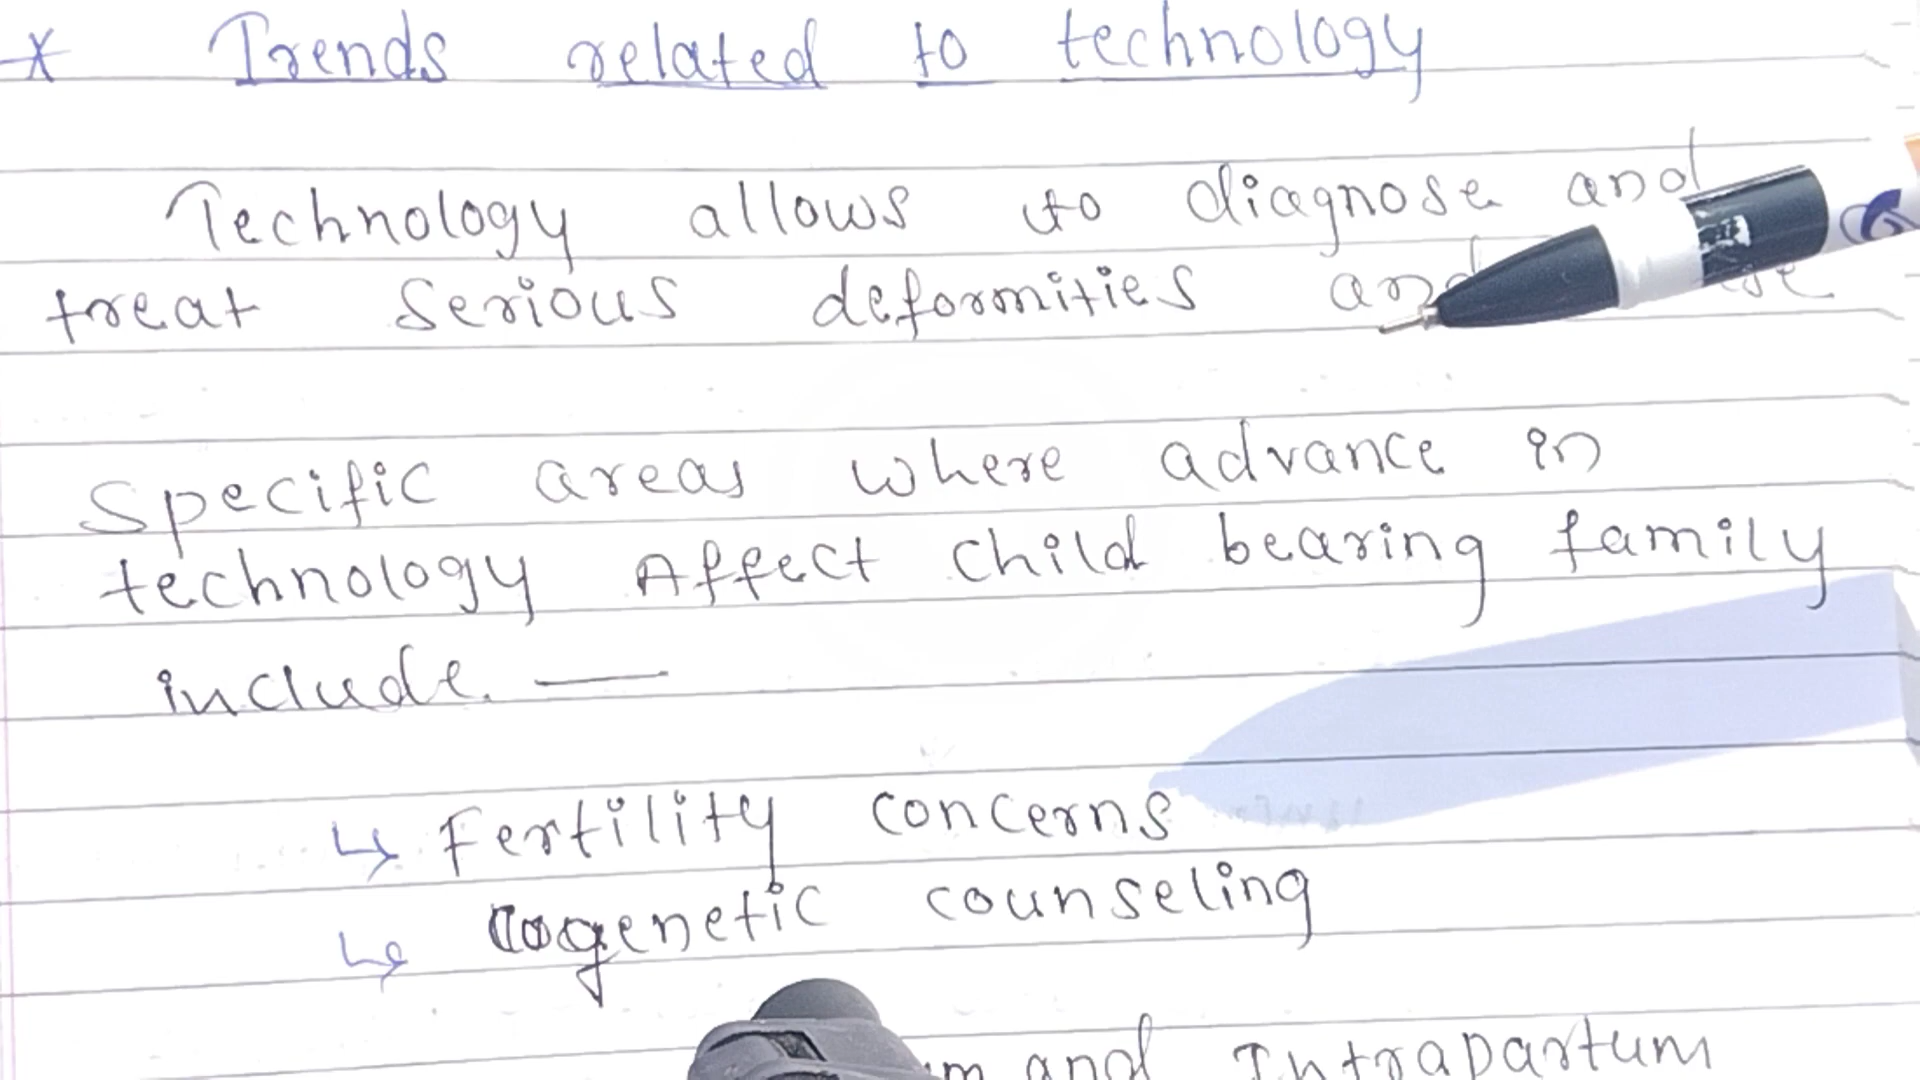 * Trends related to technology
Technology allows to diagnose and
treat serious deformities and
Specific areas where advance in
technology Affect child bearing family
include —
↳ Fertility concerns
↳ genetic counseling
and Intrapartum